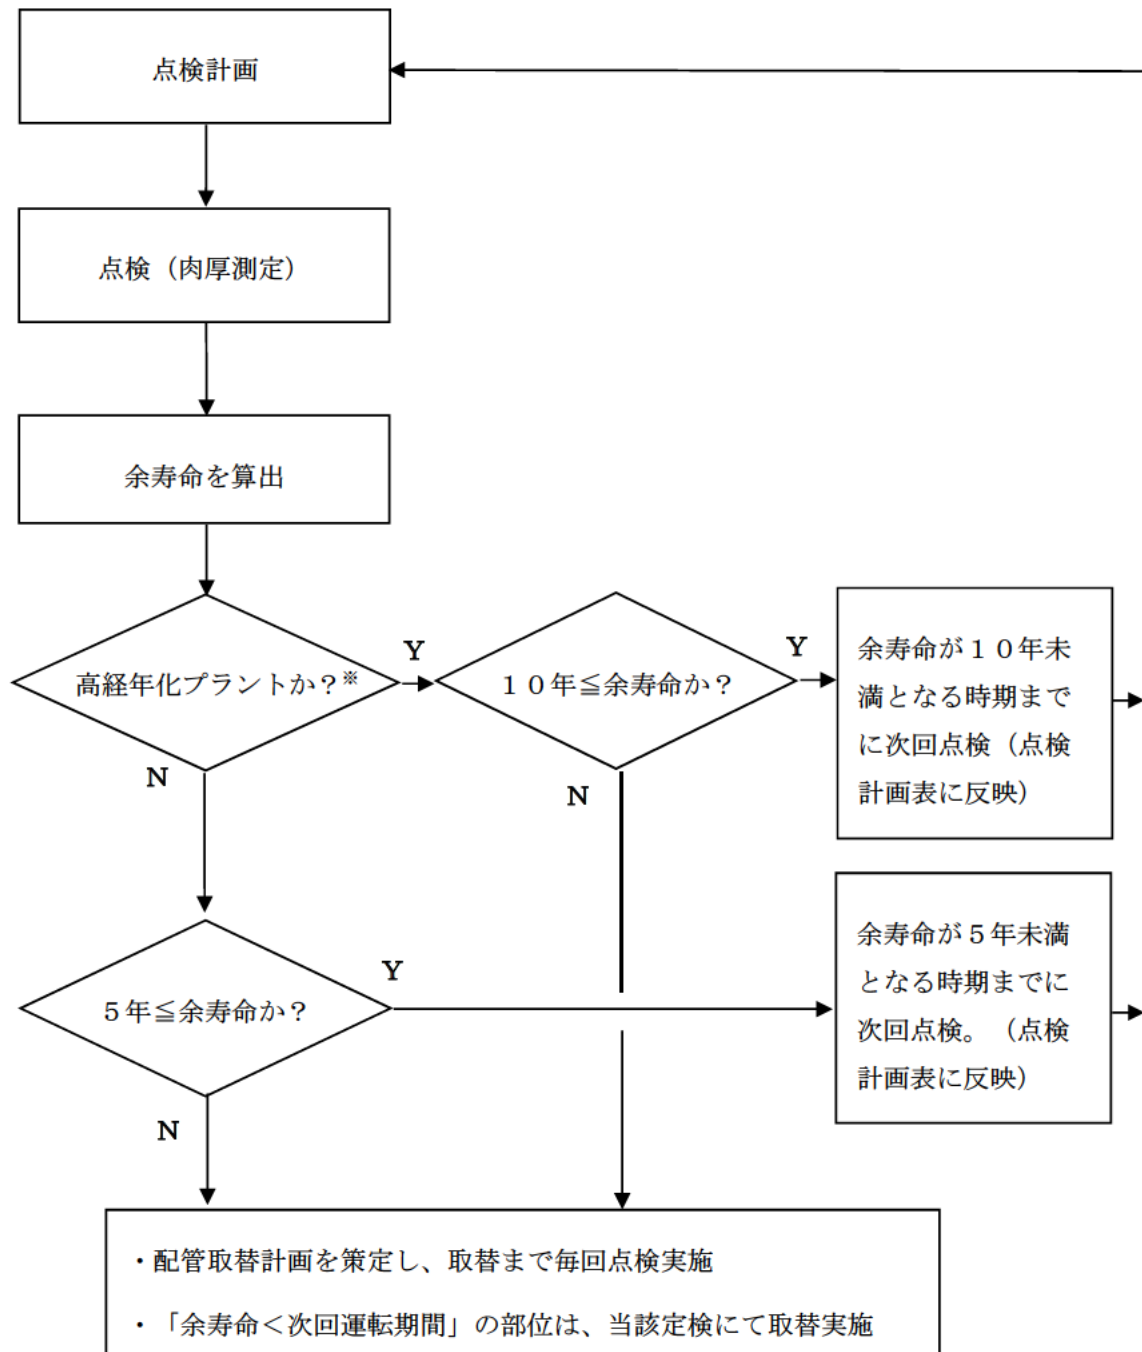 点検計画
点検（肉厚測定）
余寿命を算出
高経年化プラントか？※
Y
N
１０年≦余寿命か？
Y
N
余寿命が１０年未
満となる時期まで
に次回点検（点検
計画表に反映）
５年≦余寿命か？
Y
N
余寿命が５年未満
となる時期までに
次回点検。（点検
計画表に反映）
・配管取替計画を策定し、取替まで毎回点検実施
・「余寿命＜次回運転期間」の部位は、当該定検にて取替実施